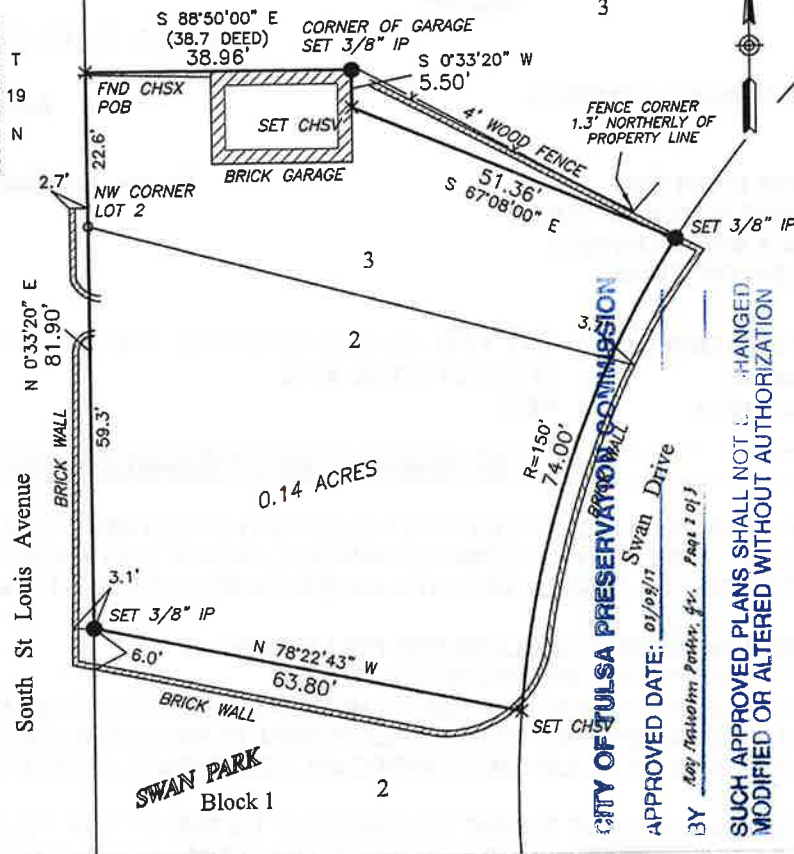 3
S 88°50'00" E
(38.7 DEED)
38.96'
CORNER OF GARAGE
SET 3/8" IP
S 0°33'20" W
5.50'
T
19
N
FND CHSX
POB
SET CHSV
4' WOOD FENCE
FENCE CORNER
1.3' NORTHERLY OF
PROPERTY LINE
22.6'
BRICK GARAGE
51.36'
S 67°08'00" E
2.7'
NW CORNER
LOT 2
SET 3/8" IP
3
2
N 0°33'20" E
81.90'
BRICK WALL
59.3'
0.14 ACRES
R=150'
74.00'
BRICK WALL
Swan Drive
South St Louis Avenue
3.1'
SET 3/8" IP
6.0'
N 78°22'43" W
63.80'
BRICK WALL
SET CHSV
SWAN PARK
Block 1
2
CITY OF TULSA PRESERVATION COMMISSION
APPROVED DATE:
BY
SUCH APPROVED PLANS SHALL NOT BE CHANGED,
MODIFIED OR ALTERED WITHOUT AUTHORIZATION